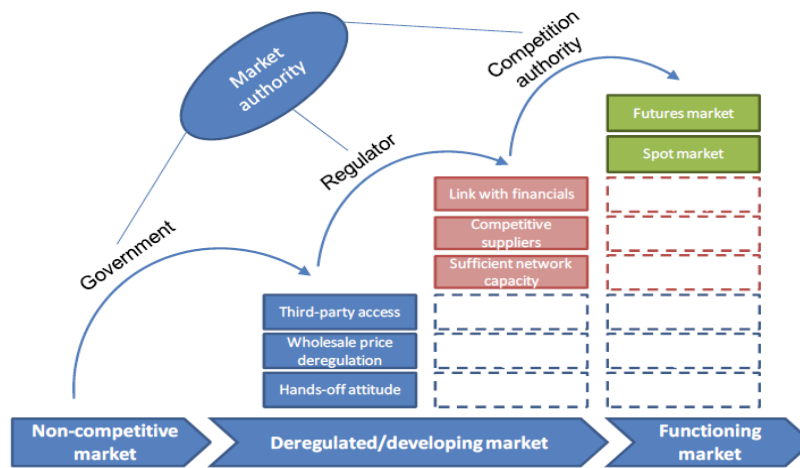 Market
authority
Competition
authority
Regulator
Government
Futures market
Spot market
Link with financials
Competitive
suppliers
Sufficient network
capacity
Third-party access
Wholesale price
deregulation
Hands-off attitude
Non-competitive
market
Deregulated/developing market
Functioning
market